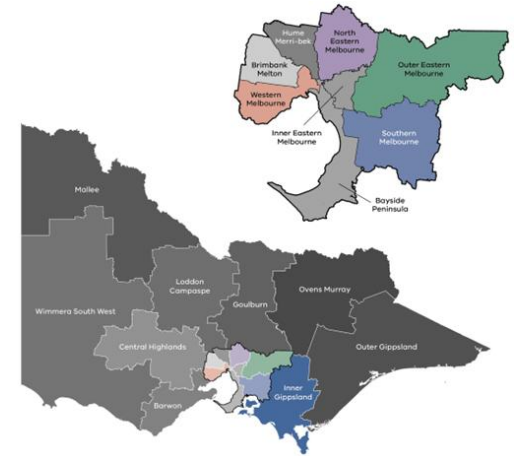 Hume
Merri-bek
North
Eastern
Melbourne
Brimbank
Melton
Outer Eastern
Melbourne
Western
Melbourne
Inner Eastern
Melbourne
Southern
Melbourne
Bayside
Peninsula
Mallee
Loddon
Campaspe
Goulburn
Ovens Murray
Wimmera South West
Central Highlands
Outer Gippsland
Inner
Gippsland
Barwon